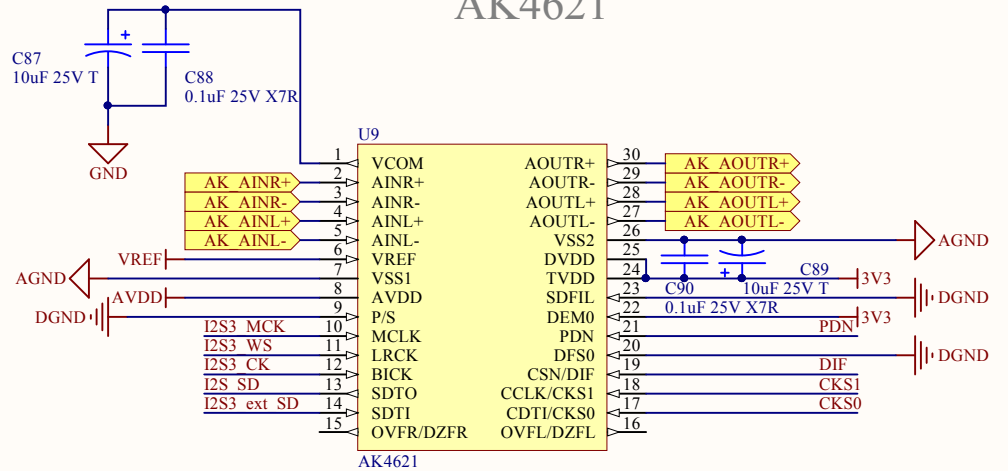 AK4621
C87
10uF 25V T
+
C88
0.1uF 25V X7R
GND
U9
1 VCOM AOUTR+ 30 AK_AOUTR+
AK_AINR+ 2 AINR+ AOUTR- 29 AK_AOUTR-
AK_AINR- 3 AINR- AOUTL+ 28 AK_AOUTL+
AK_AINL+ 4 AINL+ AOUTL- 27 AK_AOUTL-
AK_AINL- 5 AINL- VSS2 26 AGND
VREF 6 VREF DVDD 25
AGND 7 VSS1 TVDD 24 + C89 3V3
AVDD 8 AVDD SDFIL 23 C90 10uF 25V T DGND
DGND 9 P/S DEM0 22 0.1uF 25V X7R 3V3
I2S3_MCK 10 MCLK PDN 21 PDN
I2S3_WS 11 LRCK DFS0 20 DGND
I2S3_CK 12 BICK CSN/DIF 19 DIF
I2S_SD 13 SDTO CCLK/CKS1 18 CKS1
I2S3_ext_SD 14 SDTI CDTI/CKS0 17 CKS0
15 OVFR/DZFR OVFL/DZFL 16
AK4621